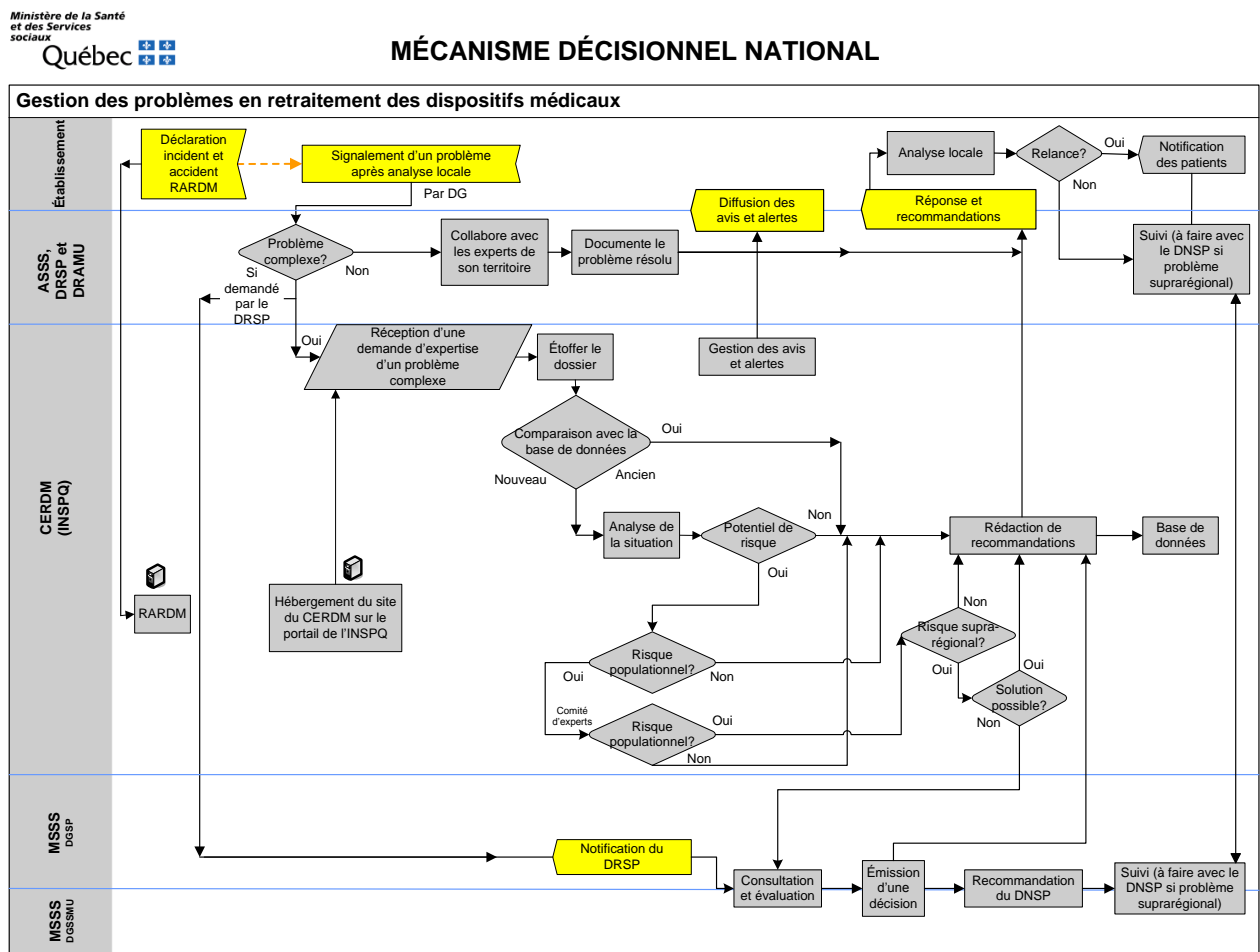 Ministère de la Santé
et des Services
sociaux
Québec
MÉCANISME DÉCISIONNEL NATIONAL
Gestion des problèmes en retraitement des dispositifs médicaux
Établissement
Déclaration
incident et
accident
RARDM
Signalement d'un problème
après analyse locale
Par DG
Analyse locale
Relance?
Oui
Non
Notification
des patients
Diffusion des
avis et alertes
Réponse et
recommandations
ASSS,
DRSP et
DRAMU
Problème
complexe?
Non
Si
demandé
par le
DRSP
Oui
Collabore avec
les experts de
son territoire
Documente le
problème résolu
Suivi (à faire avec
le DNSP si
problème
suprarégional)
CERDM
(INSPQ)
Réception d'une
demande d'expertise
d'un problème
complexe
Étoffer le
dossier
Gestion des avis
et alertes
Comparaison avec la
base de données
Oui
Nouveau
Ancien
Analyse de
la situation
Potentiel de
risque
Non
Oui
Rédaction de
recommandations
Base de
données
RARDM
Hébergement du site
du CERDM sur le
portail de l'INSPQ
Risque
populationnel?
Oui
Non
Comité
d'experts
Risque
populationnel?
Oui
Non
Risque supra-
régional?
Non
Oui
Solution
possible?
Oui
Non
MSSS
DGSP
Notification du
DRSP
Consultation
et évaluation
Émission
d'une
décision
Recommandation
du DNSP
Suivi (à faire avec le
DNSP si problème
suprarégional)
MSSS
DGSSMU